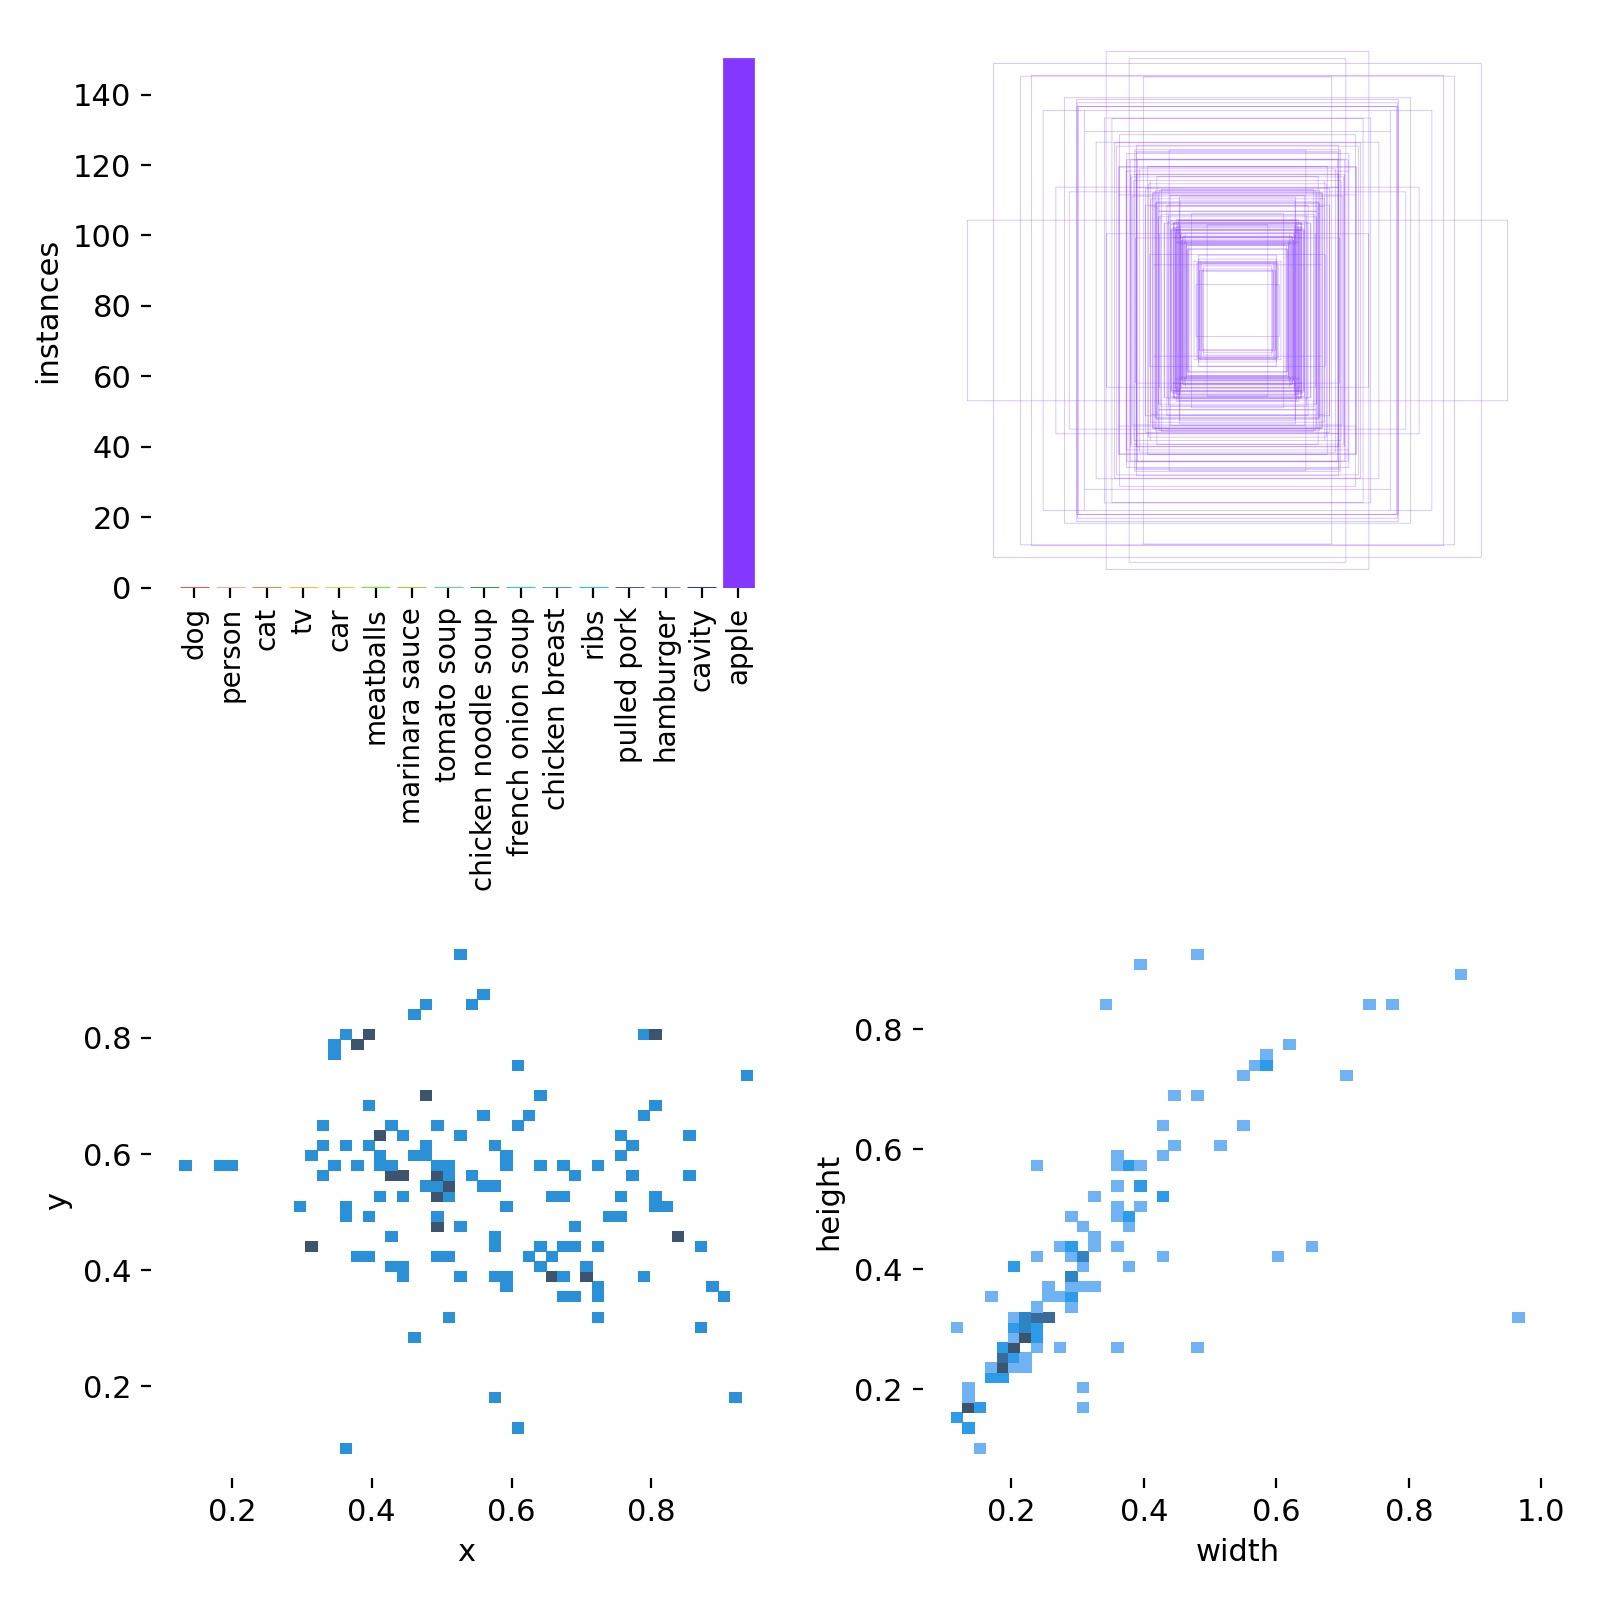 instances
140
120
100
80
60
40
20
0
dog
person
cat
tv
car
meatballs
marinara sauce
tomato soup
chicken noodle soup
french onion soup
chicken breast
ribs
pulled pork
hamburger
cavity
apple
y
0.8
0.6
0.4
0.2
0.2 0.4 0.6 0.8
x
height
0.8
0.6
0.4
0.2
0.2 0.4 0.6 0.8 1.0
width